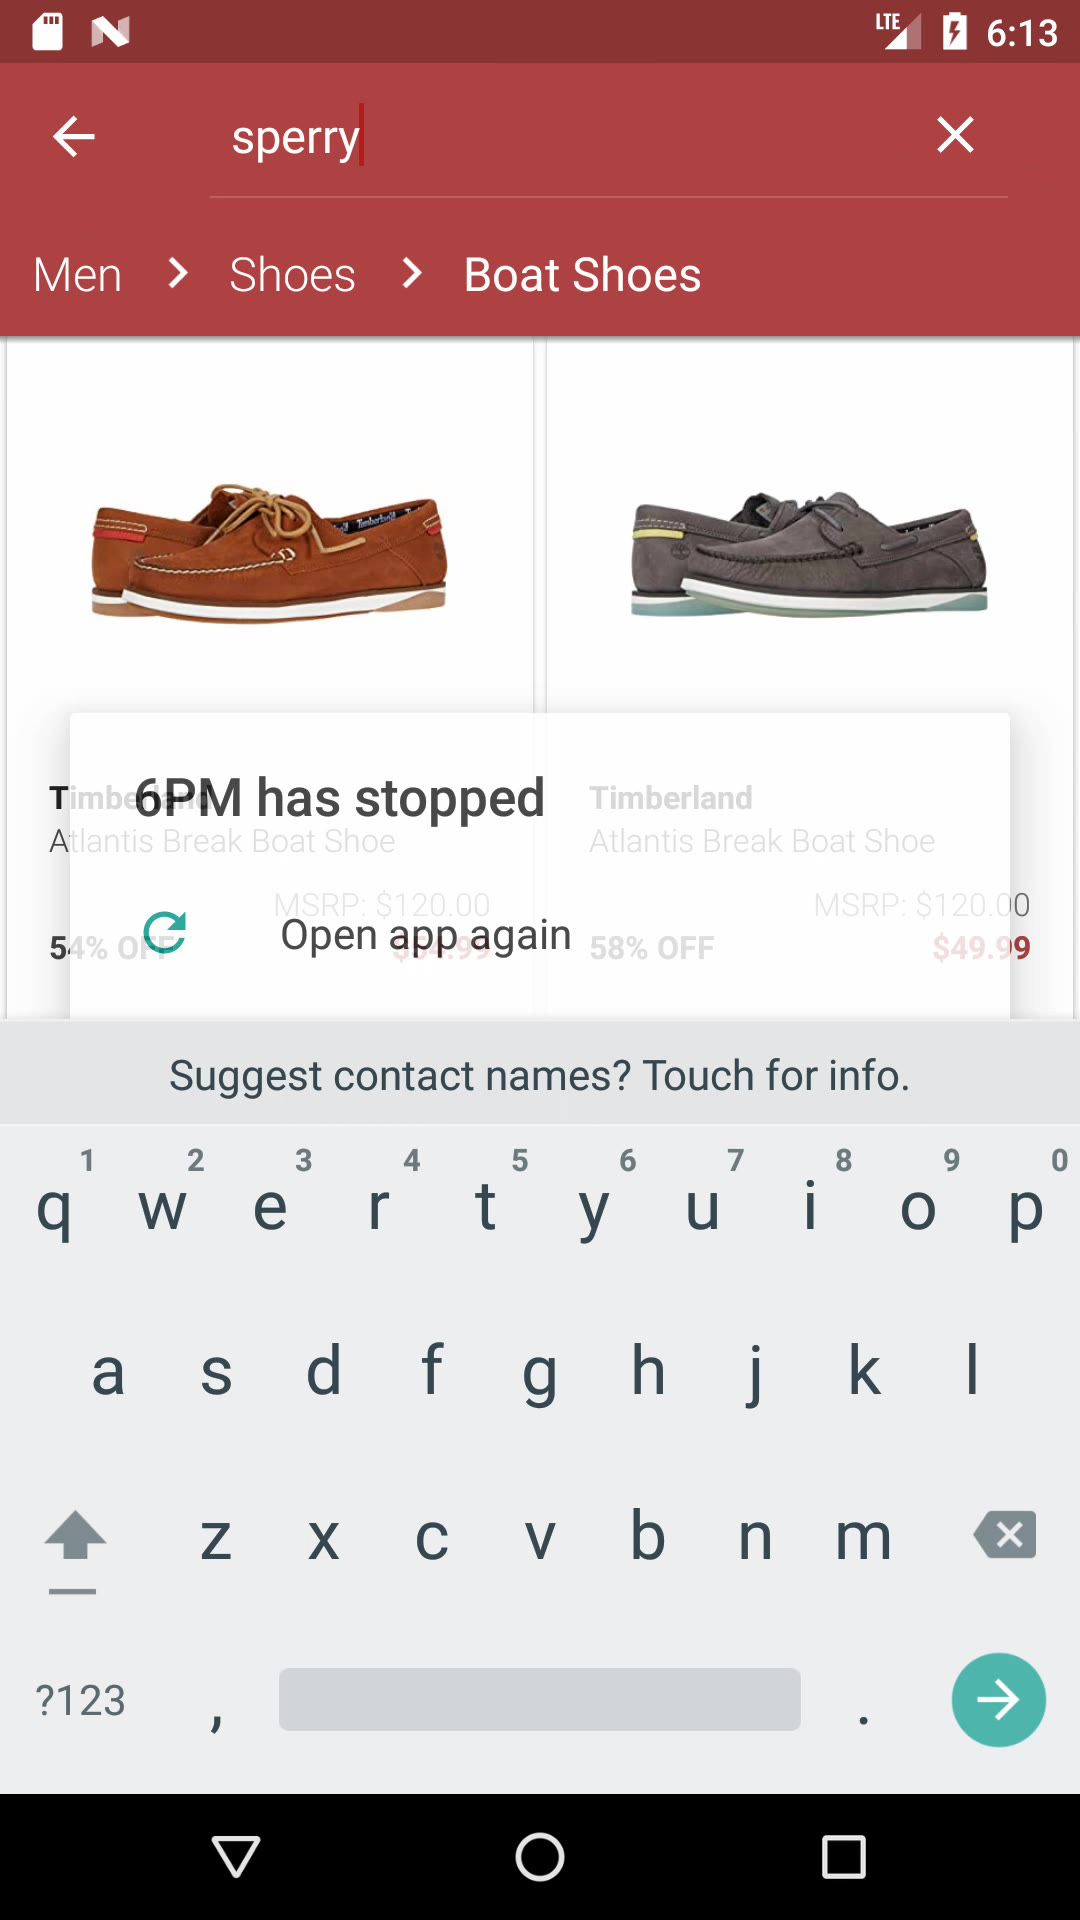 LTE 6:13
sperry
Men > Shoes > Boat Shoes
6PM has stopped
Timberland
Timberland
Atlantis Break Boat Shoe
Atlantis Break Boat Shoe
MSRP: $120.00
MSRP: $120.00
Open app again
54% OFF $54.99
58% OFF $49.99
Suggest contact names? Touch for info.
1 2 3 4 5 6 7 8 9 0
q w e r t y u i o p
a s d f g h j k l
z x c v b n m
?123 , .